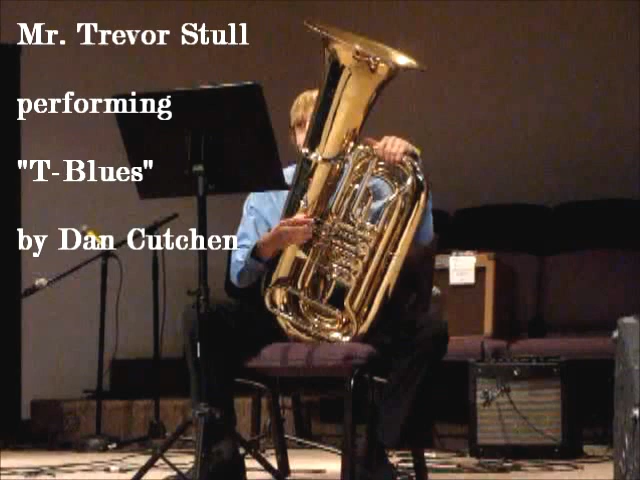 Mr. Trevor Stull
performing
"T-Blues"
by Dan Cutchen